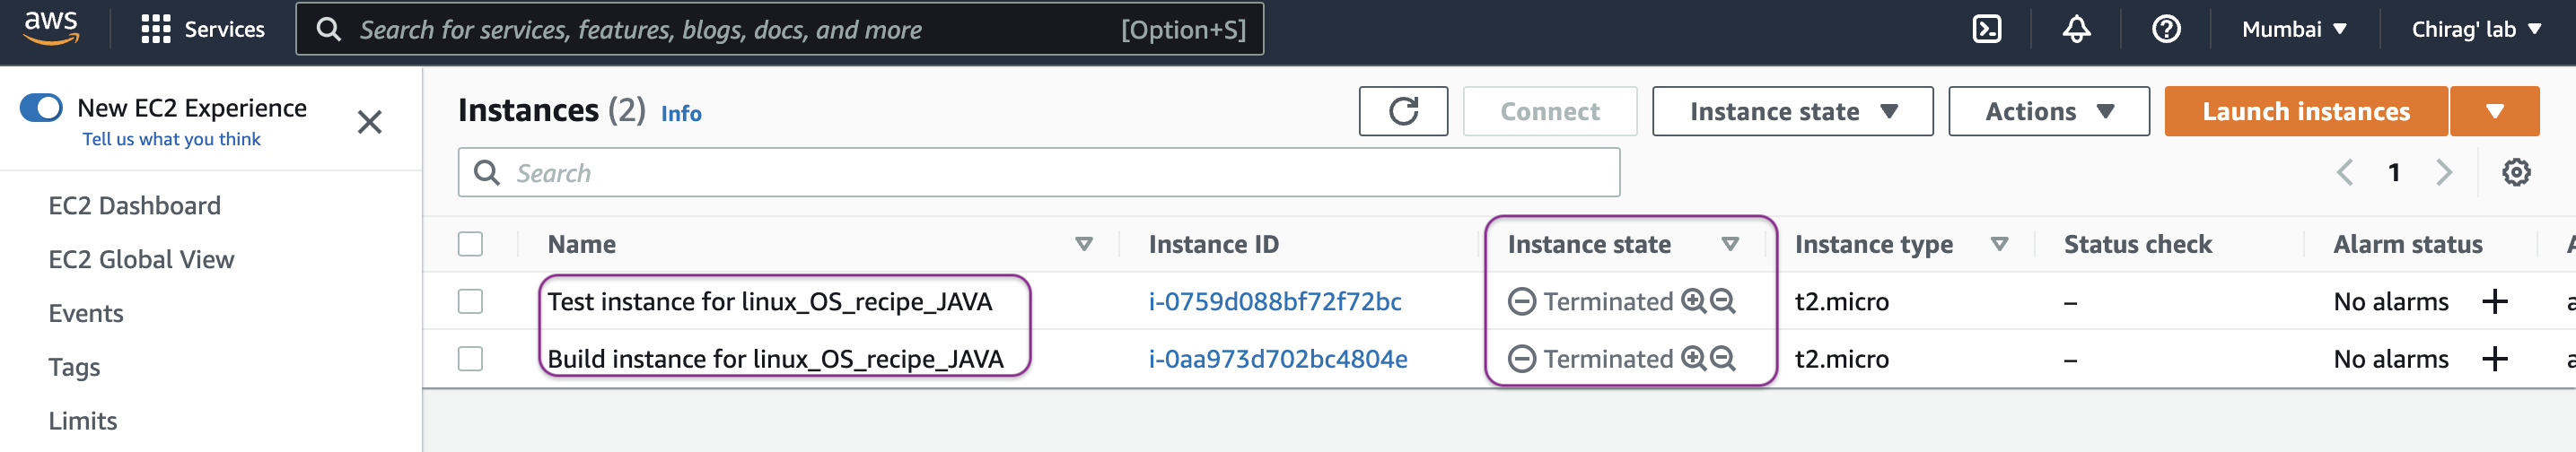 aws Services Search for services, features, blogs, docs, and more [Option+S] Mumbai Chirag' lab
New EC2 Experience
Tell us what you think
EC2 Dashboard
EC2 Global View
Events
Tags
Limits
Instances (2) Info Connect Instance state Actions Launch instances
Search 1
Name Instance ID Instance state Instance type Status check Alarm status
Test instance for linux_OS_recipe_JAVA i-0759d088bf72f72bc Terminated t2.micro – No alarms
Build instance for linux_OS_recipe_JAVA i-0aa973d702bc4804e Terminated t2.micro – No alarms